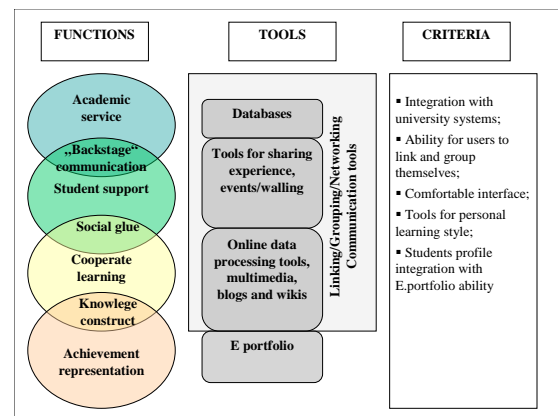 FUNCTIONS
TOOLS
CRITERIA
Academic
service
„Backstage“
communication
Student support
Social glue
Cooperate
learning
Knowlege
construct
Achievement
representation
Databases
Tools for sharing
experience,
events/walling
Online data
processing tools,
multimedia,
blogs and wikis
E portfolio
Linking/Grouping/Networking
Communication tools
▪ Integration with
university systems;
▪ Ability for users to
link and group
themselves;
▪ Comfortable interface;
▪ Tools for personal
learning style;
▪ Students profile
integration with
E.portfolio ability